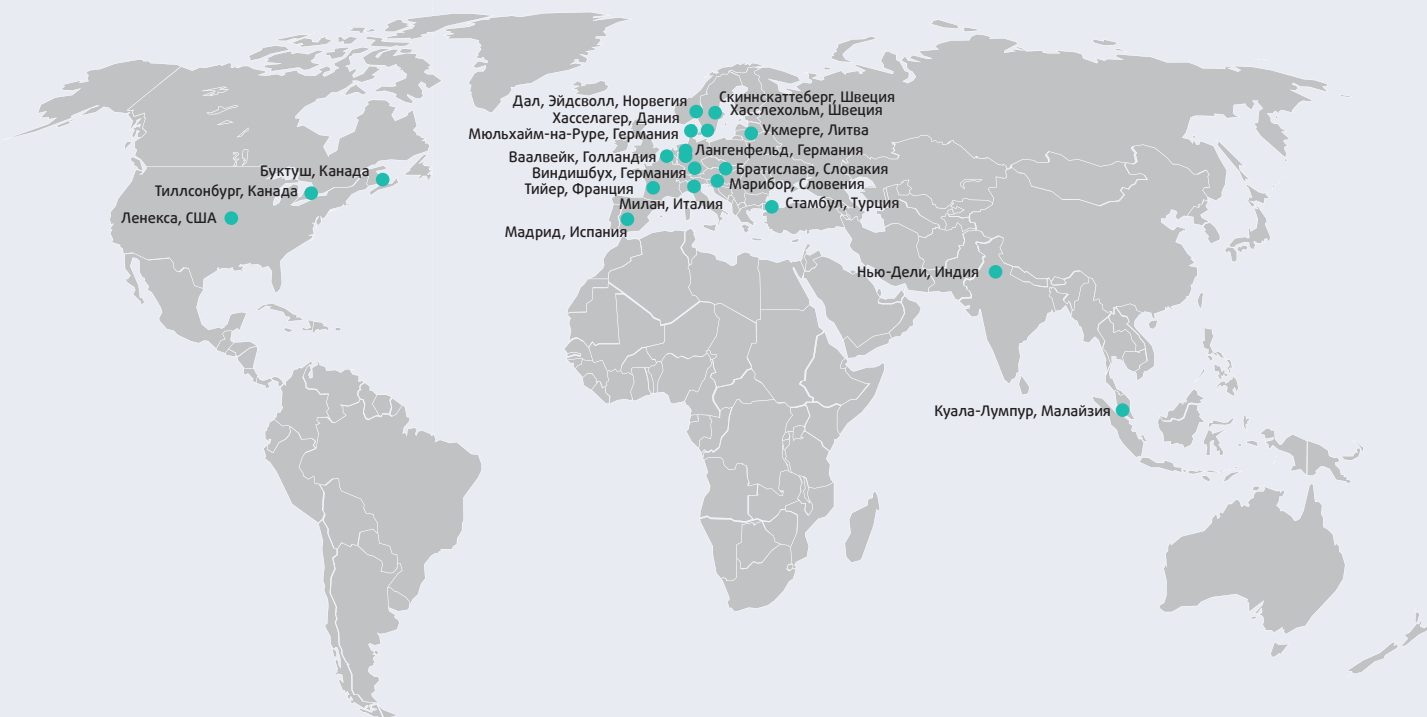 Скиннскаттеберг, Швеция
Дал, Эйдсволл, Норвегия
Хасслехольм, Швеция
Хасселагер, Дания
Укмерге, Литва
Мюльхайм-на-Руре, Германия
Лангенфельд, Германия
Ваалвейк, Голландия
Братислава, Словакия
Виндишбух, Германия
Буктуш, Канада
Марибор, Словения
Тийер, Франция
Тиллсонбург, Канада
Милан, Италия
Стамбул, Турция
Ленекса, США
Мадрид, Испания
Нью-Дели, Индия
Куала-Лумпур, Малайзия